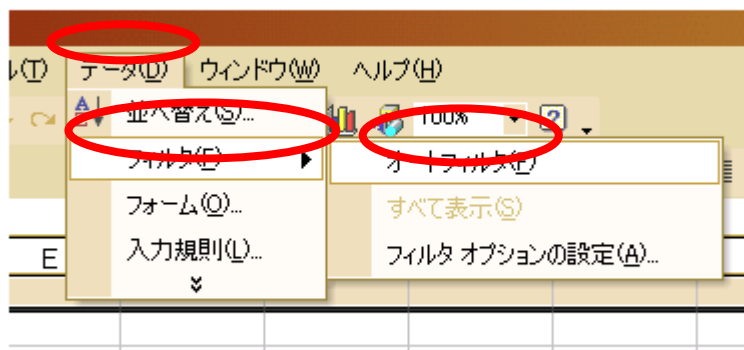 ル(T) データ(D) ウィンドウ(W) ヘルプ(H)
並べ替え(S)... 100%
フィルタ(F) オートフィルタ(F)
フォーム(O)... すべて表示(S)
入力規則(L)... フィルタ オプションの設定(A)...
E